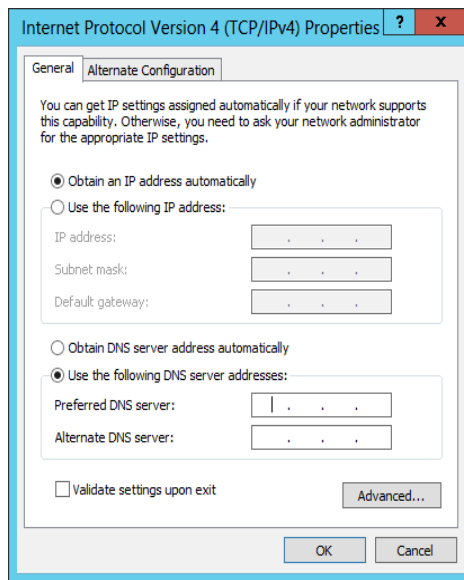 Internet Protocol Version 4 (TCP/IPv4) Properties ? x
General Alternate Configuration
You can get IP settings assigned automatically if your network supports
this capability. Otherwise, you need to ask your network administrator
for the appropriate IP settings.
Obtain an IP address automatically
Use the following IP address:
IP address: . . .
Subnet mask: . . .
Default gateway: . . .
Obtain DNS server address automatically
Use the following DNS server addresses:
Preferred DNS server: . . .
Alternate DNS server: . . .
Validate settings upon exit
Advanced...
OK Cancel